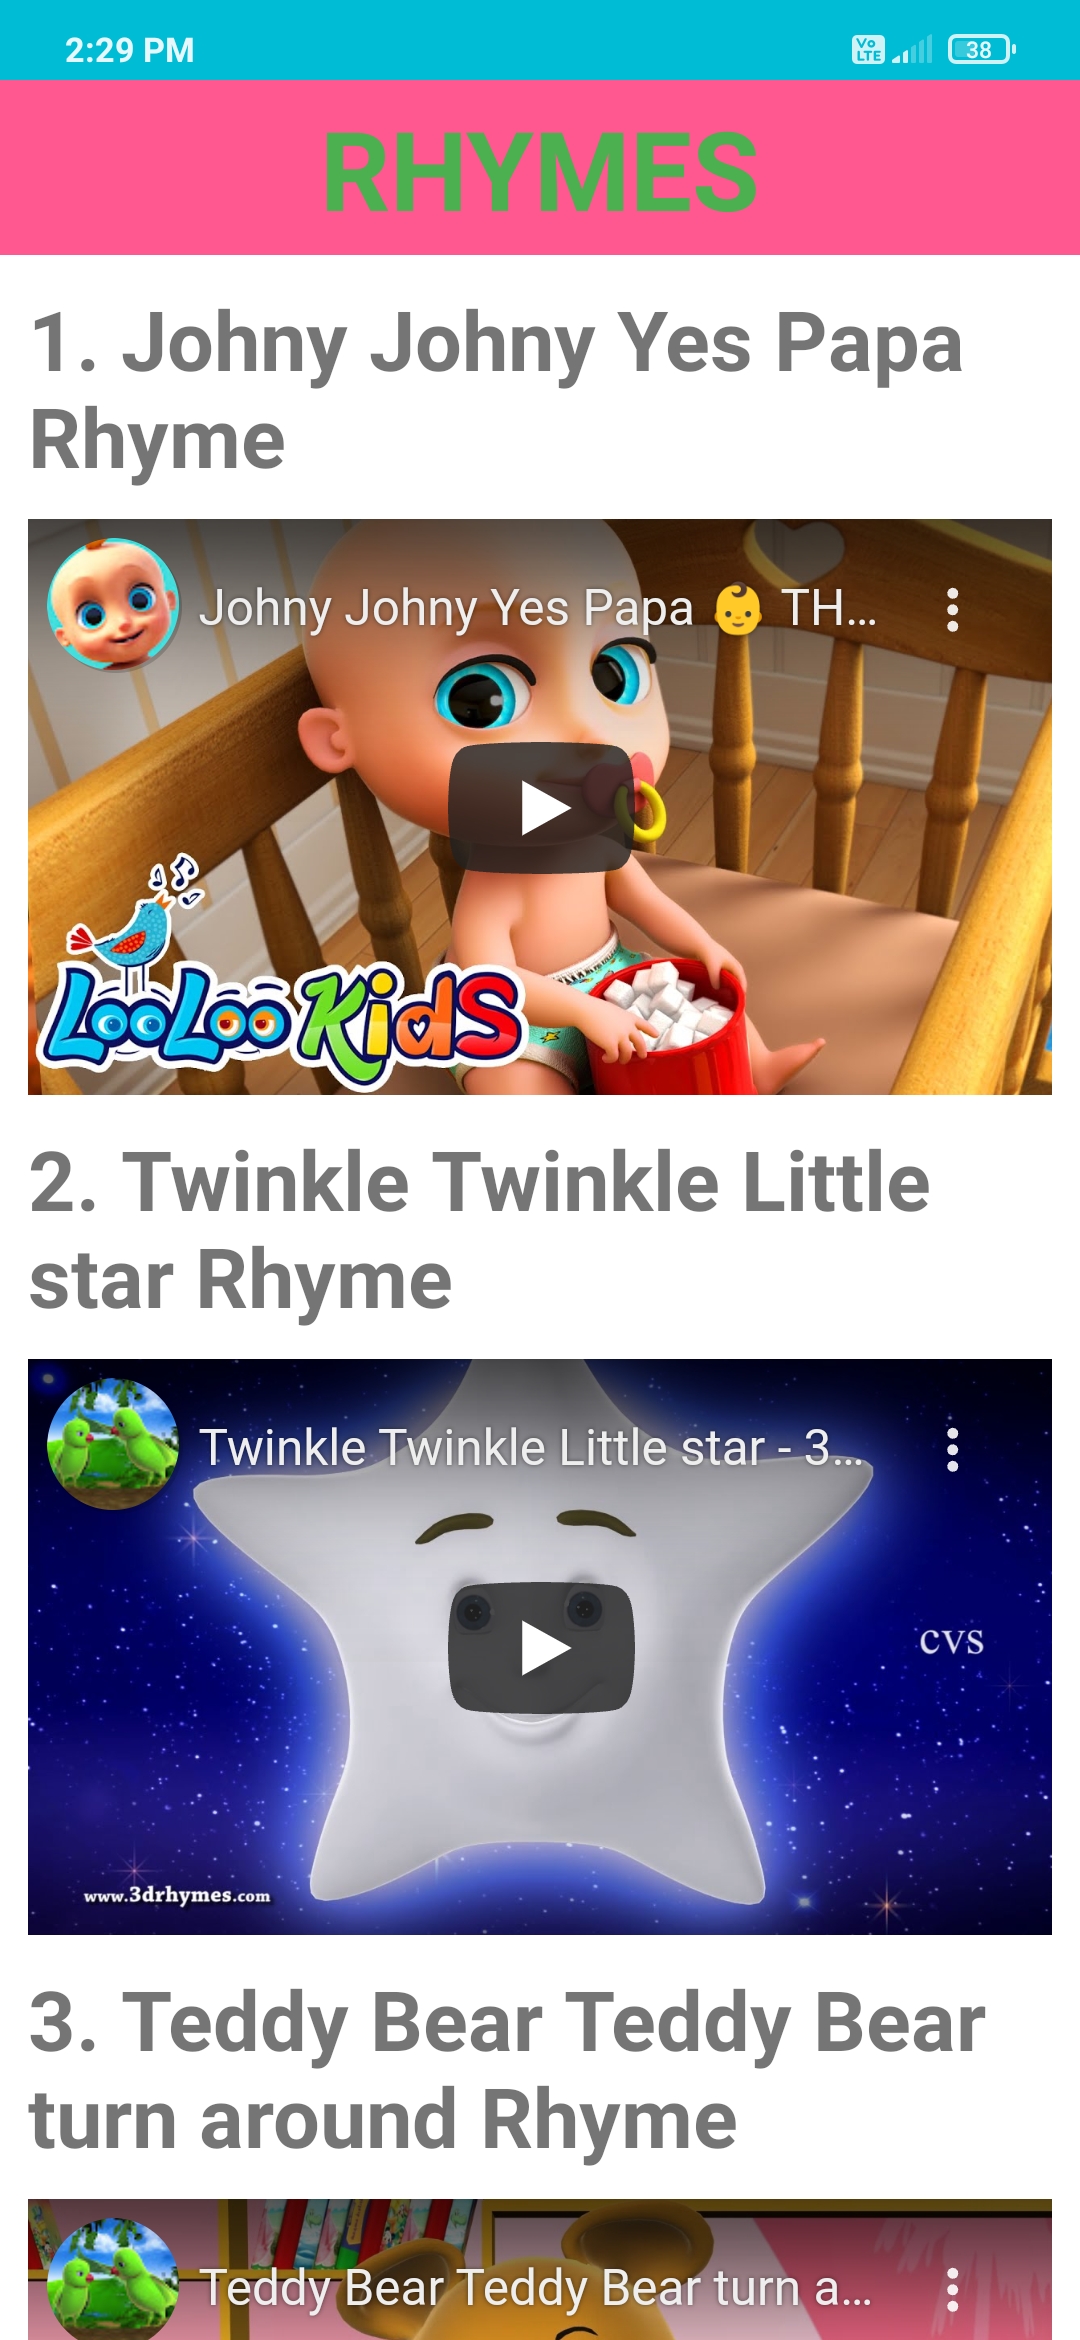 2:29 PM
Vo
LTE
38
RHYMES
1. Johny Johny Yes Papa
Rhyme
Johny Johny Yes Papa 👶 TH...
LooLoo Kids
2. Twinkle Twinkle Little
star Rhyme
Twinkle Twinkle Little star - 3...
CVS
www.3drhymes.com
3. Teddy Bear Teddy Bear
turn around Rhyme
Teddy Bear Teddy Bear turn a...